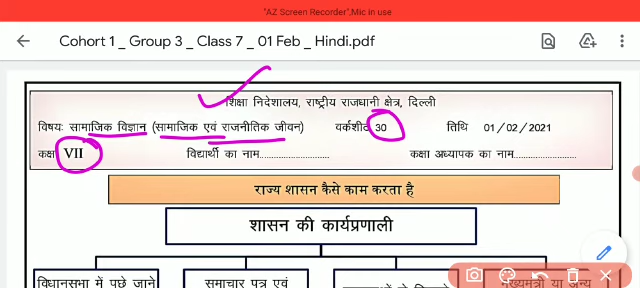 "AZ Screen Recorder",Mic in use
Cohort 1 _ Group 3 _ Class 7 _ 01 Feb _ Hindi.pdf
शिक्षा निदेशालय, राष्ट्रीय राजधानी क्षेत्र, दिल्ली
विषय: सामाजिक विज्ञान (सामाजिक एवं राजनीतिक जीवन) वर्कशीट 30 तिथि 01/02/2021
कक्षा VII विद्यार्थी का नाम............................ कक्षा अध्यापक का नाम.........................
राज्य शासन कैसे काम करता है
शासन की कार्यप्रणाली
विधानसभा में पूछे जाने समाचार पत्र एवं मुख्यमंत्री या अन्य